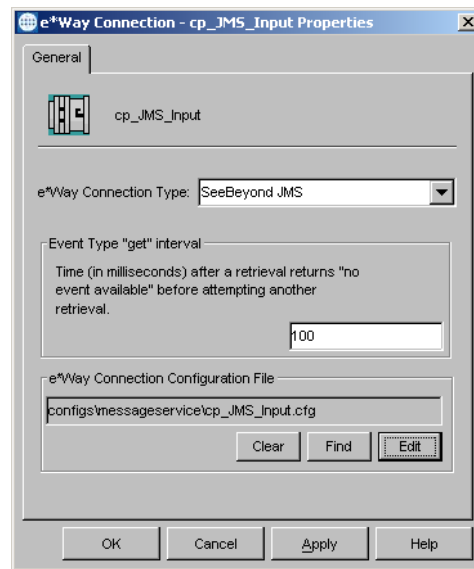 e*Way Connection - cp_JMS_Input Properties
General
cp_JMS_Input
e*Way Connection Type: SeeBeyond JMS
Event Type "get" interval
Time (in milliseconds) after a retrieval returns "no
event available" before attempting another
retrieval.
100
e*Way Connection Configuration File
configs\messageservice\cp_JMS_Input.cfg
Clear Find Edit
OK Cancel Apply Help